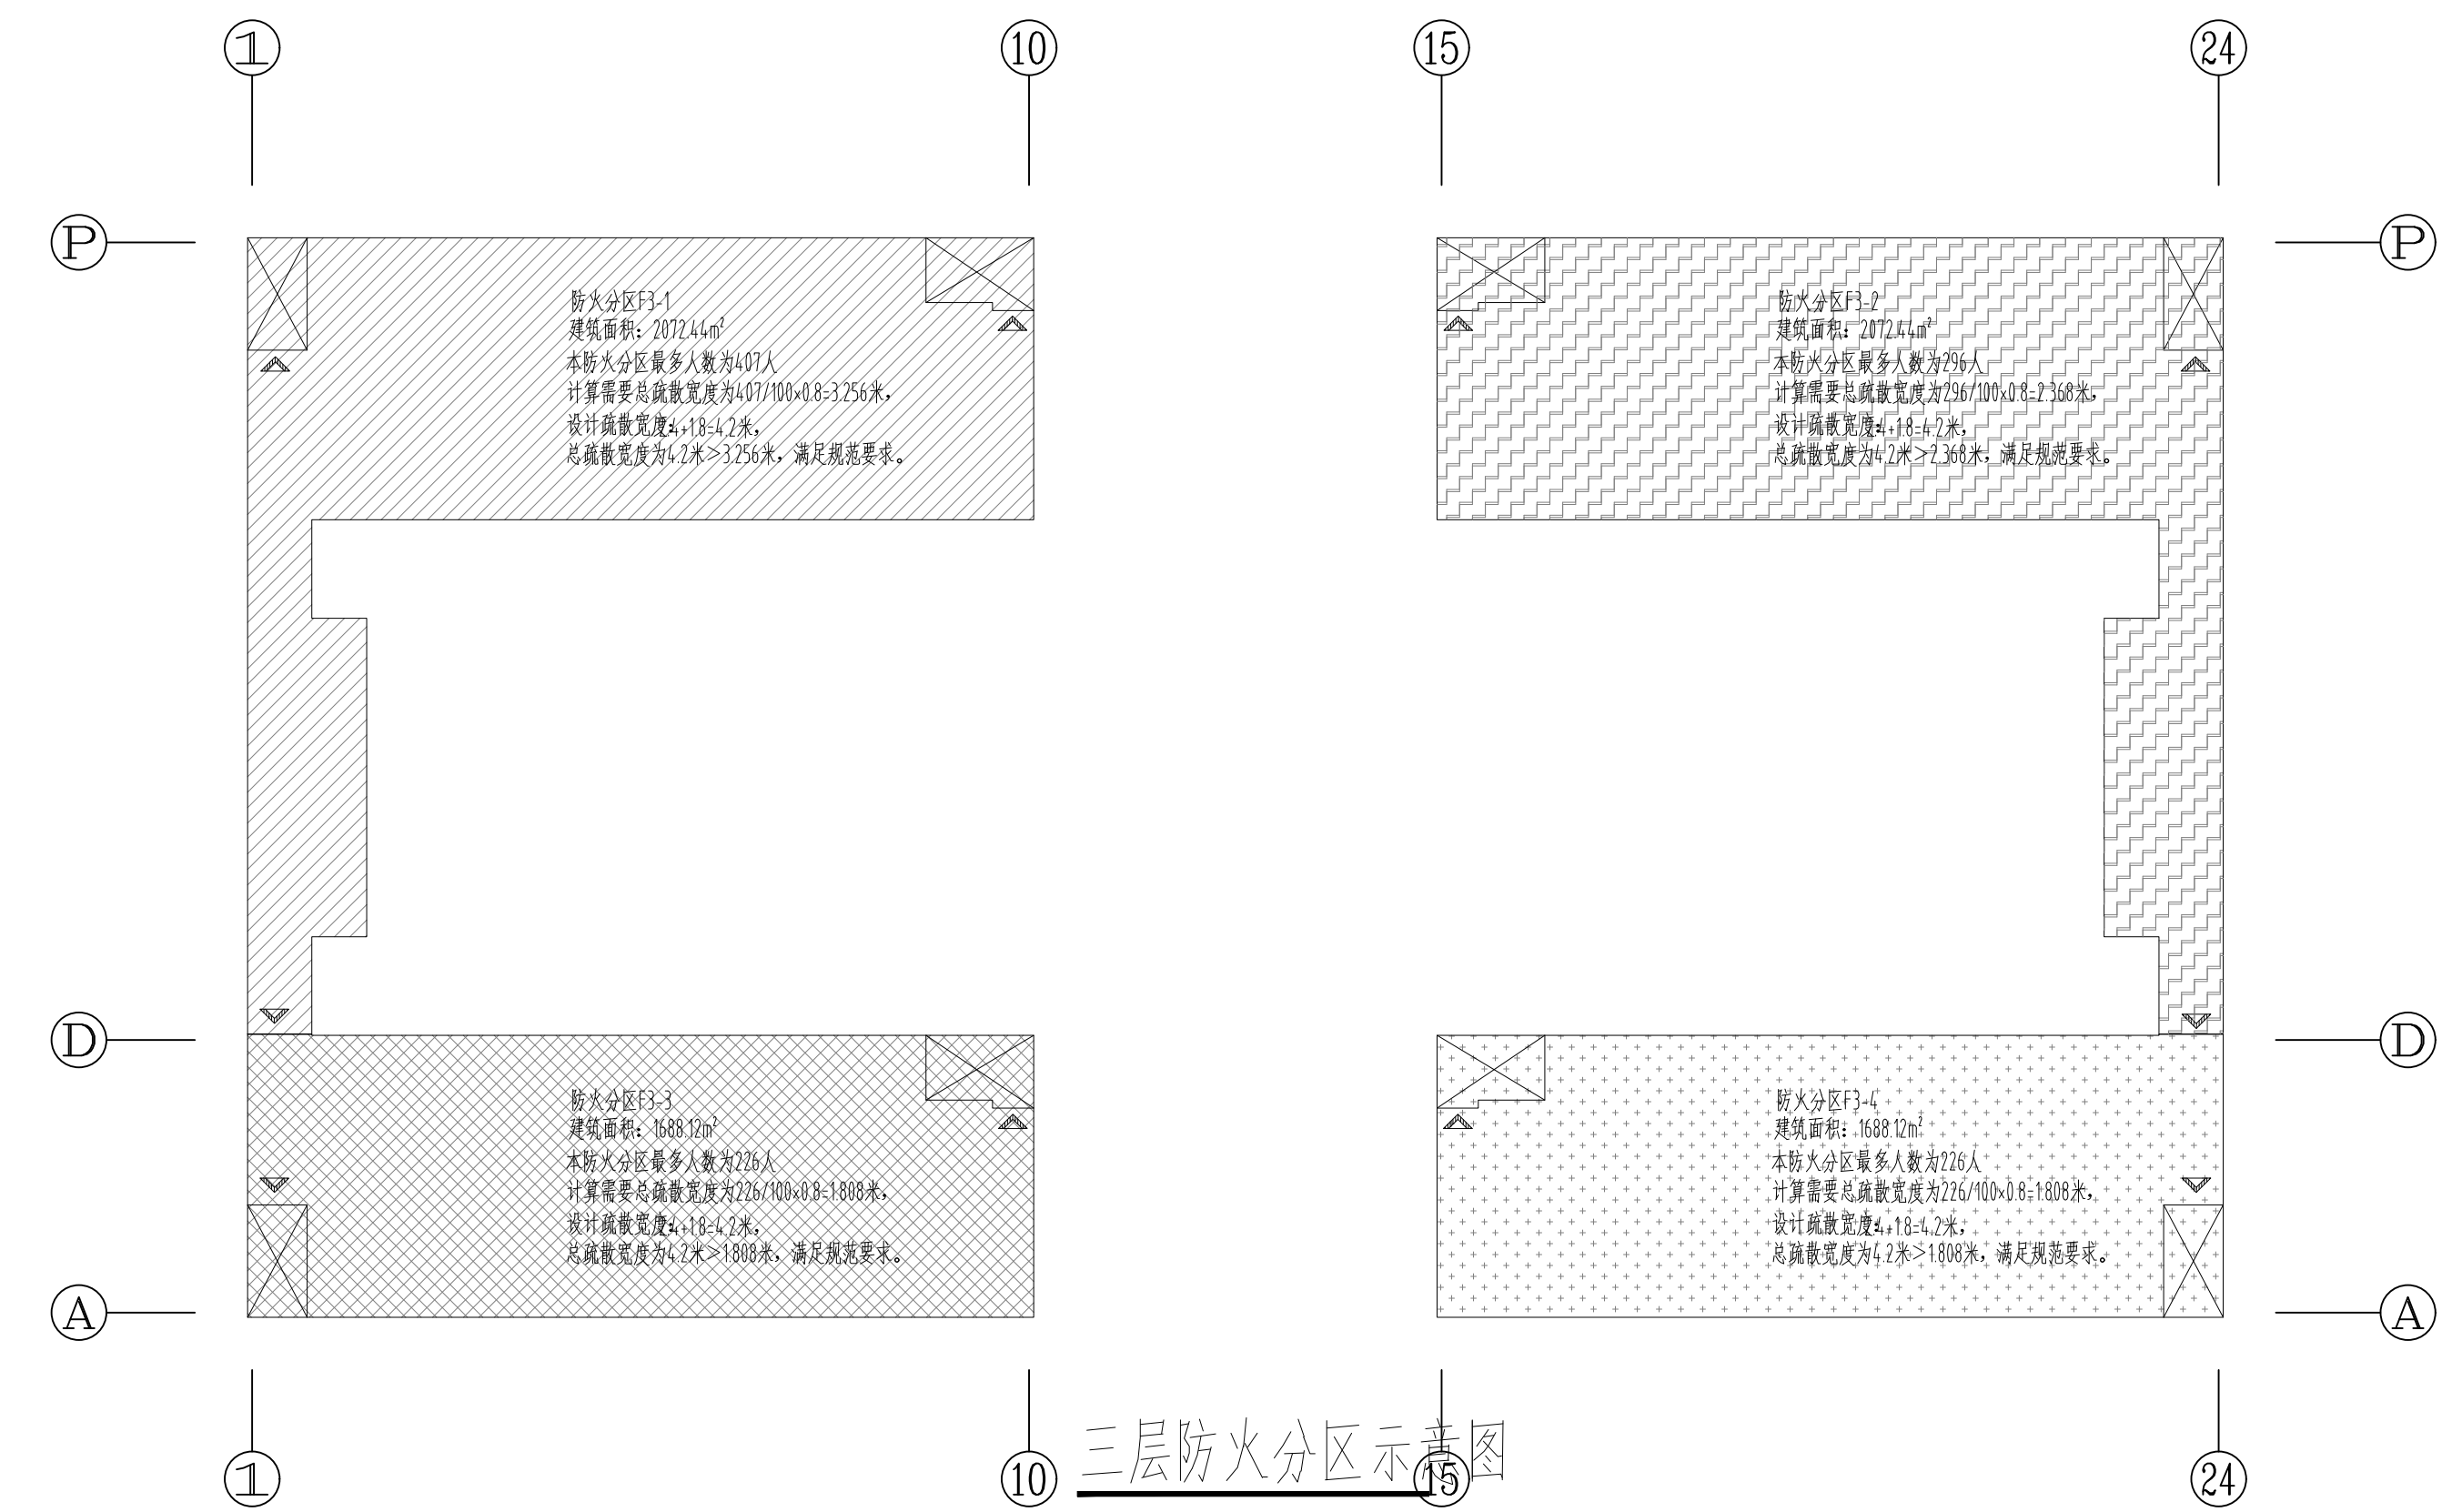 1 10 15 24
P P
防火分区F3-1
建筑面积：2072.44m²
本防火分区最多人数为407人
计算需要总疏散宽度为407/100×0.8=3.256米，
设计疏散宽度：2.4+1.8=4.2米，
总疏散宽度为4.2米>3.256米，满足规范要求。
防火分区F3-2
建筑面积：2072.44m²
本防火分区最多人数为296人
计算需要总疏散宽度为296/100×0.8=2.368米，
设计疏散宽度：2.4+1.8=4.2米，
总疏散宽度为4.2米>2.368米，满足规范要求。
D D
防火分区F3-3
建筑面积：1688.12m²
本防火分区最多人数为226人
计算需要总疏散宽度为226/100×0.8=1.808米，
设计疏散宽度：2.4+1.8=4.2米，
总疏散宽度为4.2米>1.808米，满足规范要求。
防火分区F3-4
建筑面积：1688.12m²
本防火分区最多人数为226人
计算需要总疏散宽度为226/100×0.8=1.808米，
设计疏散宽度：2.4+1.8=4.2米，
总疏散宽度为4.2米>1.808米，满足规范要求。
A A
三层防火分区示意图
1 10 15 24